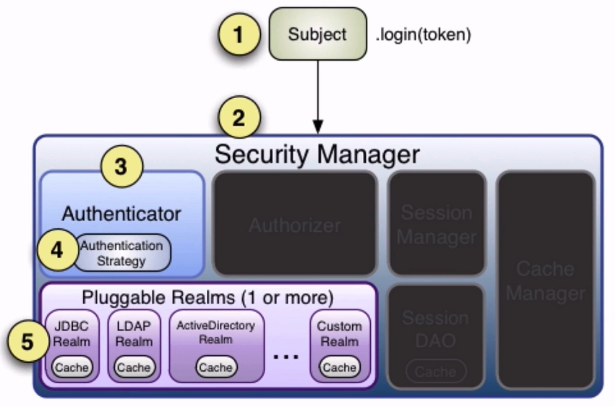 1
Subject
.login(token)
2
Security Manager
3
Authenticator
4
Authentication
Strategy
Authorizer
Session
Manager
Cache
Manager
Pluggable Realms (1 or more)
5
JDBC
Realm
Cache
LDAP
Realm
Cache
ActiveDirectory
Realm
Cache
...
Custom
Realm
Cache
Session
DAO
Cache